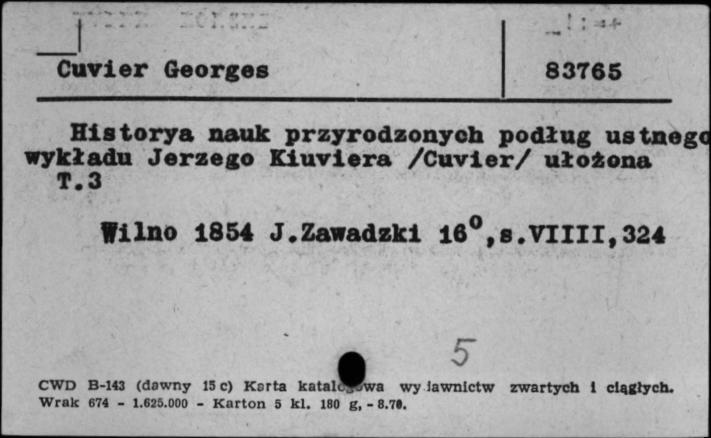 Cuvier Georges 83765
Historya nauk przyrodzonych podług ustnego
wykładu Jerzego Kiuviera /Cuvier/ ułożona
T.3
Wilno 1854 J.Zawadzki 16º,s.VIIII,324
5
CWD B-143 (dawny 15 c) Karta katalogowa wydawnictw zwartych i ciągłych.
Wrak 674 - 1.625.000 - Karton 5 kl. 180 g, - 8.70.